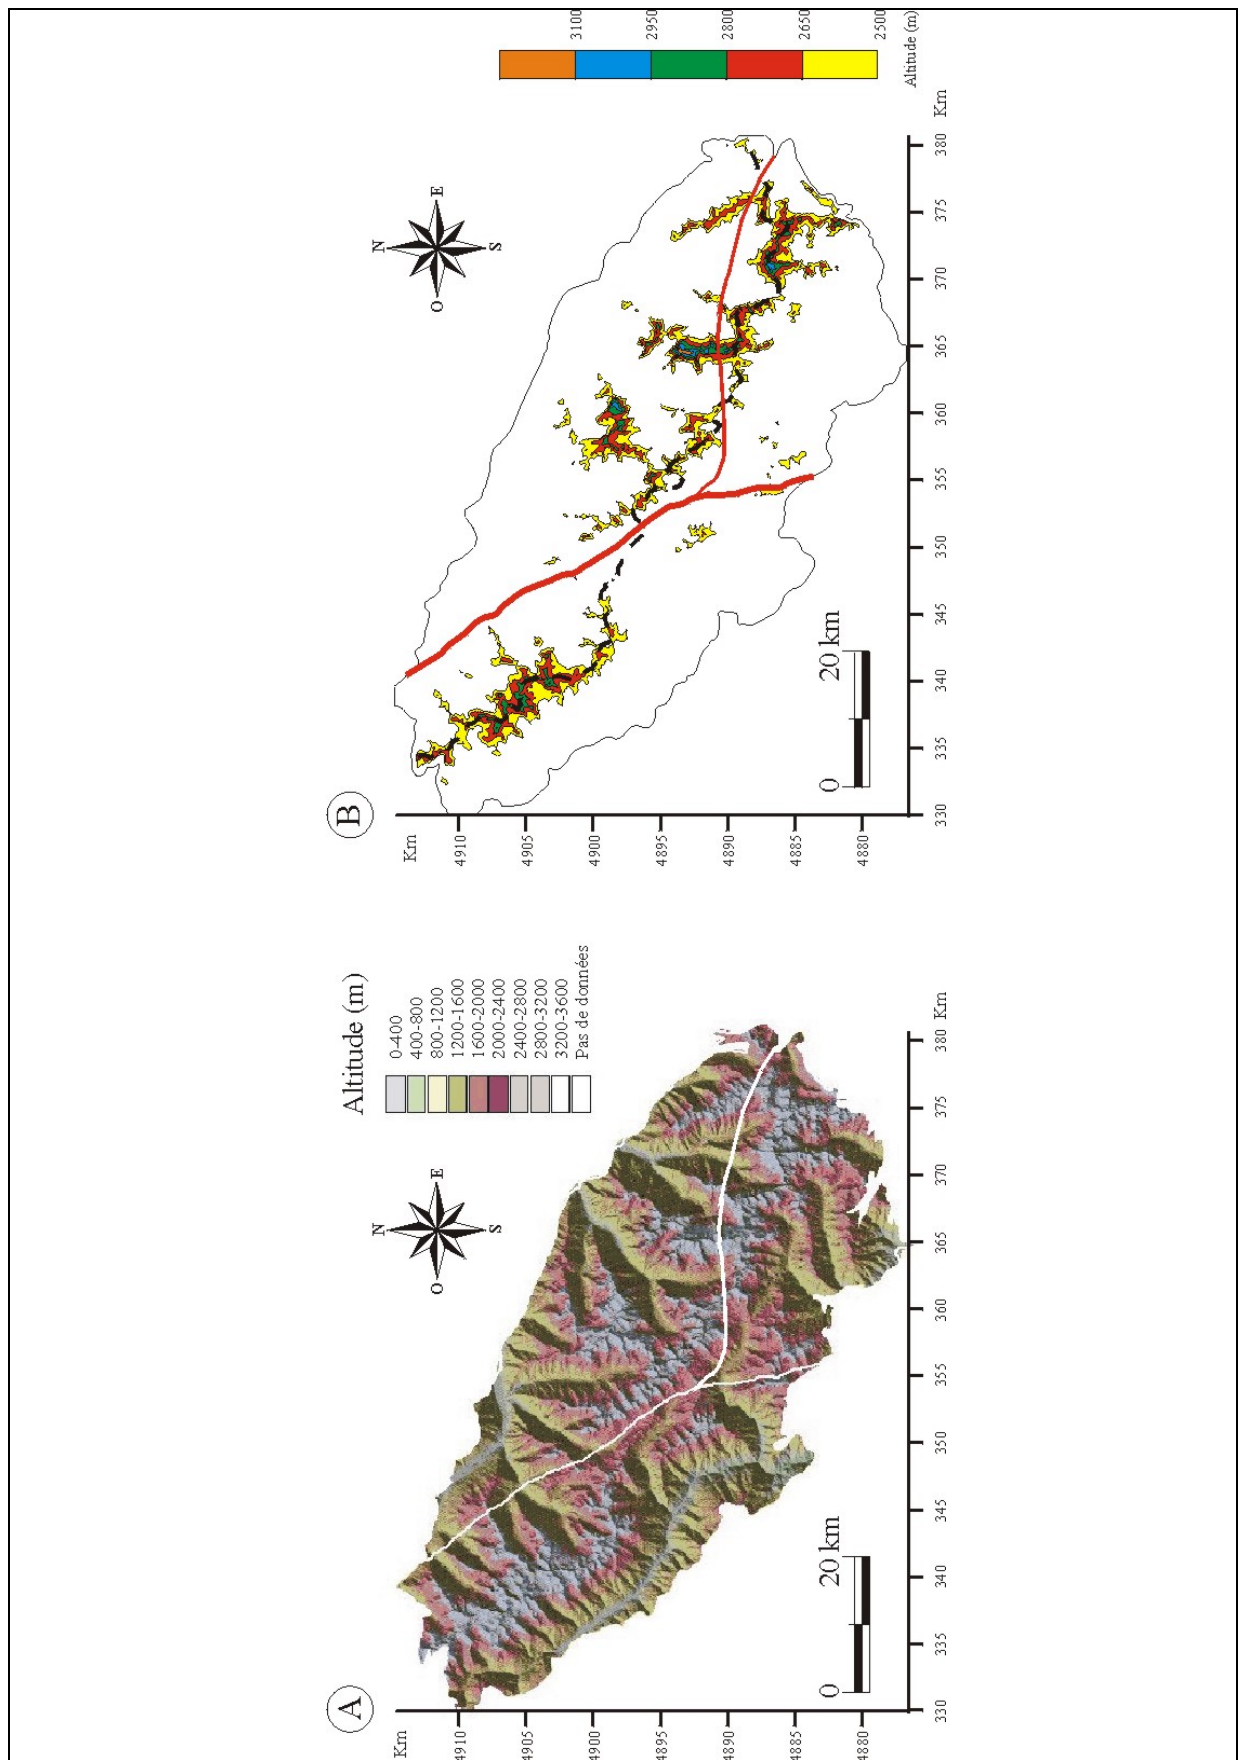 A
Km
4910
4905
4900
4895
4890
4885
4880
330
335
340
345
350
355
360
365
370
375
380
Km
0
20 km
N
O
E
S
Altitude (m)
0-400
400-800
800-1200
1200-1600
1600-2000
2000-2400
2400-2800
2800-3200
3200-3600
Pas de données
B
Km
4910
4905
4900
4895
4890
4885
4880
330
335
340
345
350
355
360
365
370
375
380
Km
0
20 km
N
O
E
S
3100
2950
2800
2650
2500
Altitude (m)